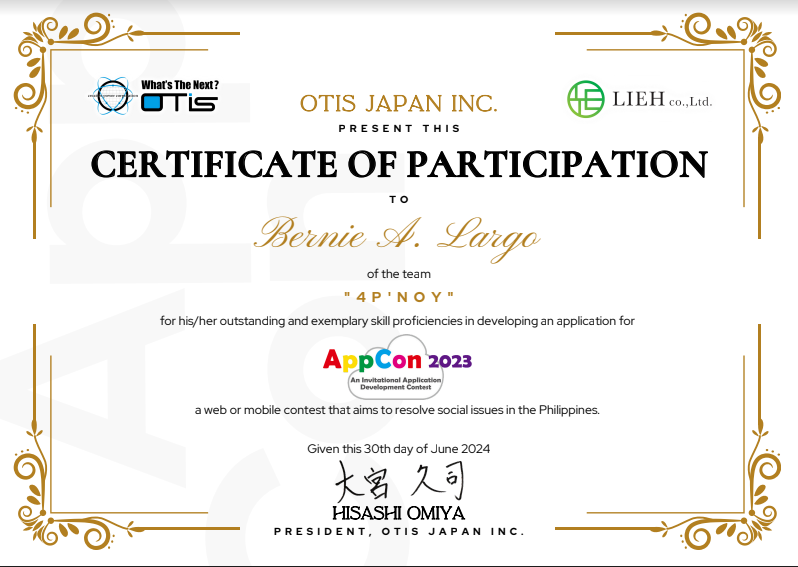 What's The Next?
OTIS
LIEH co.,Ltd.
OTIS JAPAN INC.
PRESENT THIS
CERTIFICATE OF PARTICIPATION
TO
Bernie A. Largo
of the team
"4P'NOY"
for his/her outstanding and exemplary skill proficiencies in developing an application for
AppCon 2023
An Invitational Application
Development Contest
a web or mobile contest that aims to resolve social issues in the Philippines.
Given this 30th day of June 2024
大宮 久司
HISASHI OMIYA
PRESIDENT, OTIS JAPAN INC.